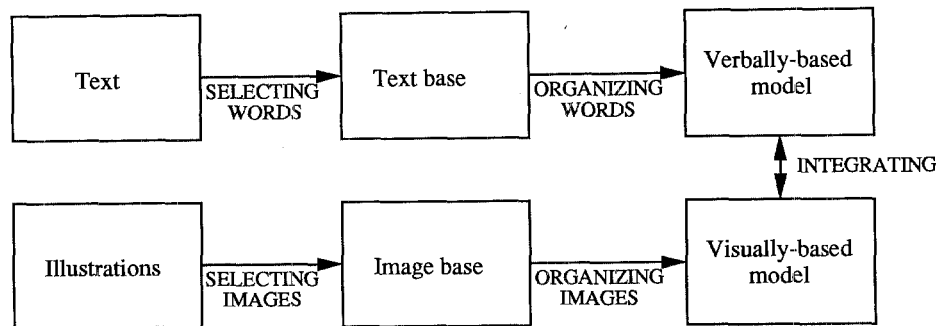 Text
SELECTING
WORDS
Text base
ORGANIZING
WORDS
Verbally-based
model
INTEGRATING
Illustrations
SELECTING
IMAGES
Image base
ORGANIZING
IMAGES
Visually-based
model